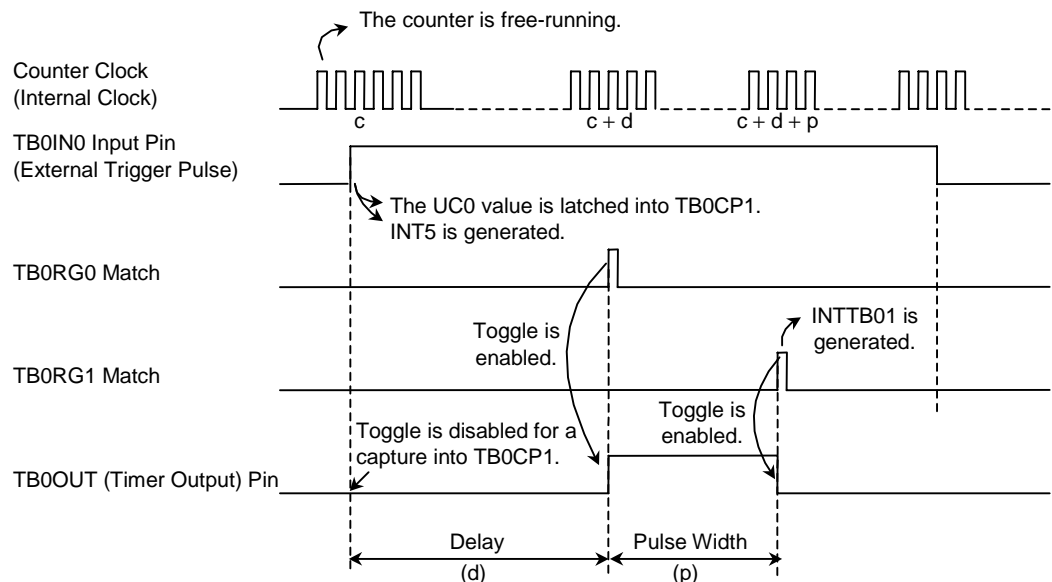 The counter is free-running.
Counter Clock
(Internal Clock)
c
c + d
c + d + p
TB0IN0 Input Pin
(External Trigger Pulse)
The UC0 value is latched into TB0CP1.
INT5 is generated.
TB0RG0 Match
Toggle is
enabled.
INTTB01 is
generated.
TB0RG1 Match
Toggle is
enabled.
Toggle is disabled for a
capture into TB0CP1.
TB0OUT (Timer Output) Pin
Delay
(d)
Pulse Width
(p)